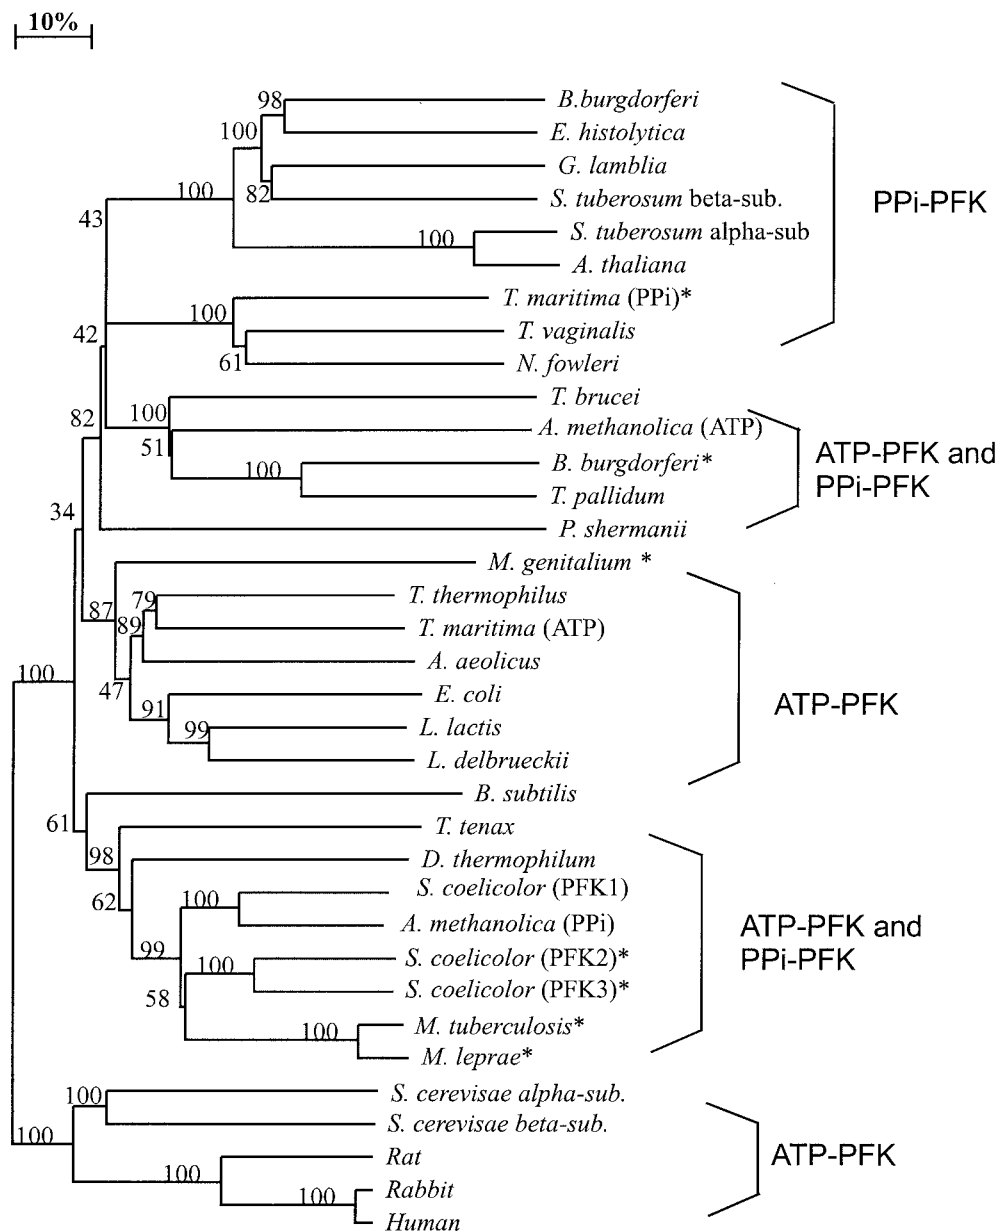 10%
98
B.burgdorferi
100
E. histolytica
G. lamblia
100
82
S. tuberosum beta-sub.
PPi-PFK
43
S. tuberosum alpha-sub
100
A. thaliana
T. maritima (PPi)*
100
T. vaginalis
42
61
N. fowleri
T. brucei
82
100
A. methanolica (ATP)
51
ATP-PFK and
PPi-PFK
B. burgdorferi*
100
T. pallidum
34
P. shermanii
M. genitalium *
79
T. thermophilus
87
89
T. maritima (ATP)
A. aeolicus
100
47
E. coli
ATP-PFK
91
L. lactis
99
L. delbrueckii
B. subtilis
61
T. tenax
98
D. thermophilum
S. coelicolor (PFK1)
100
62
A. methanolica (PPi)
ATP-PFK and
PPi-PFK
99
S. coelicolor (PFK2)*
100
S. coelicolor (PFK3)*
58
M. tuberculosis*
100
M. leprae*
S. cerevisae alpha-sub.
100
S. cerevisae beta-sub.
100
Rat
ATP-PFK
100
Rabbit
100
Human